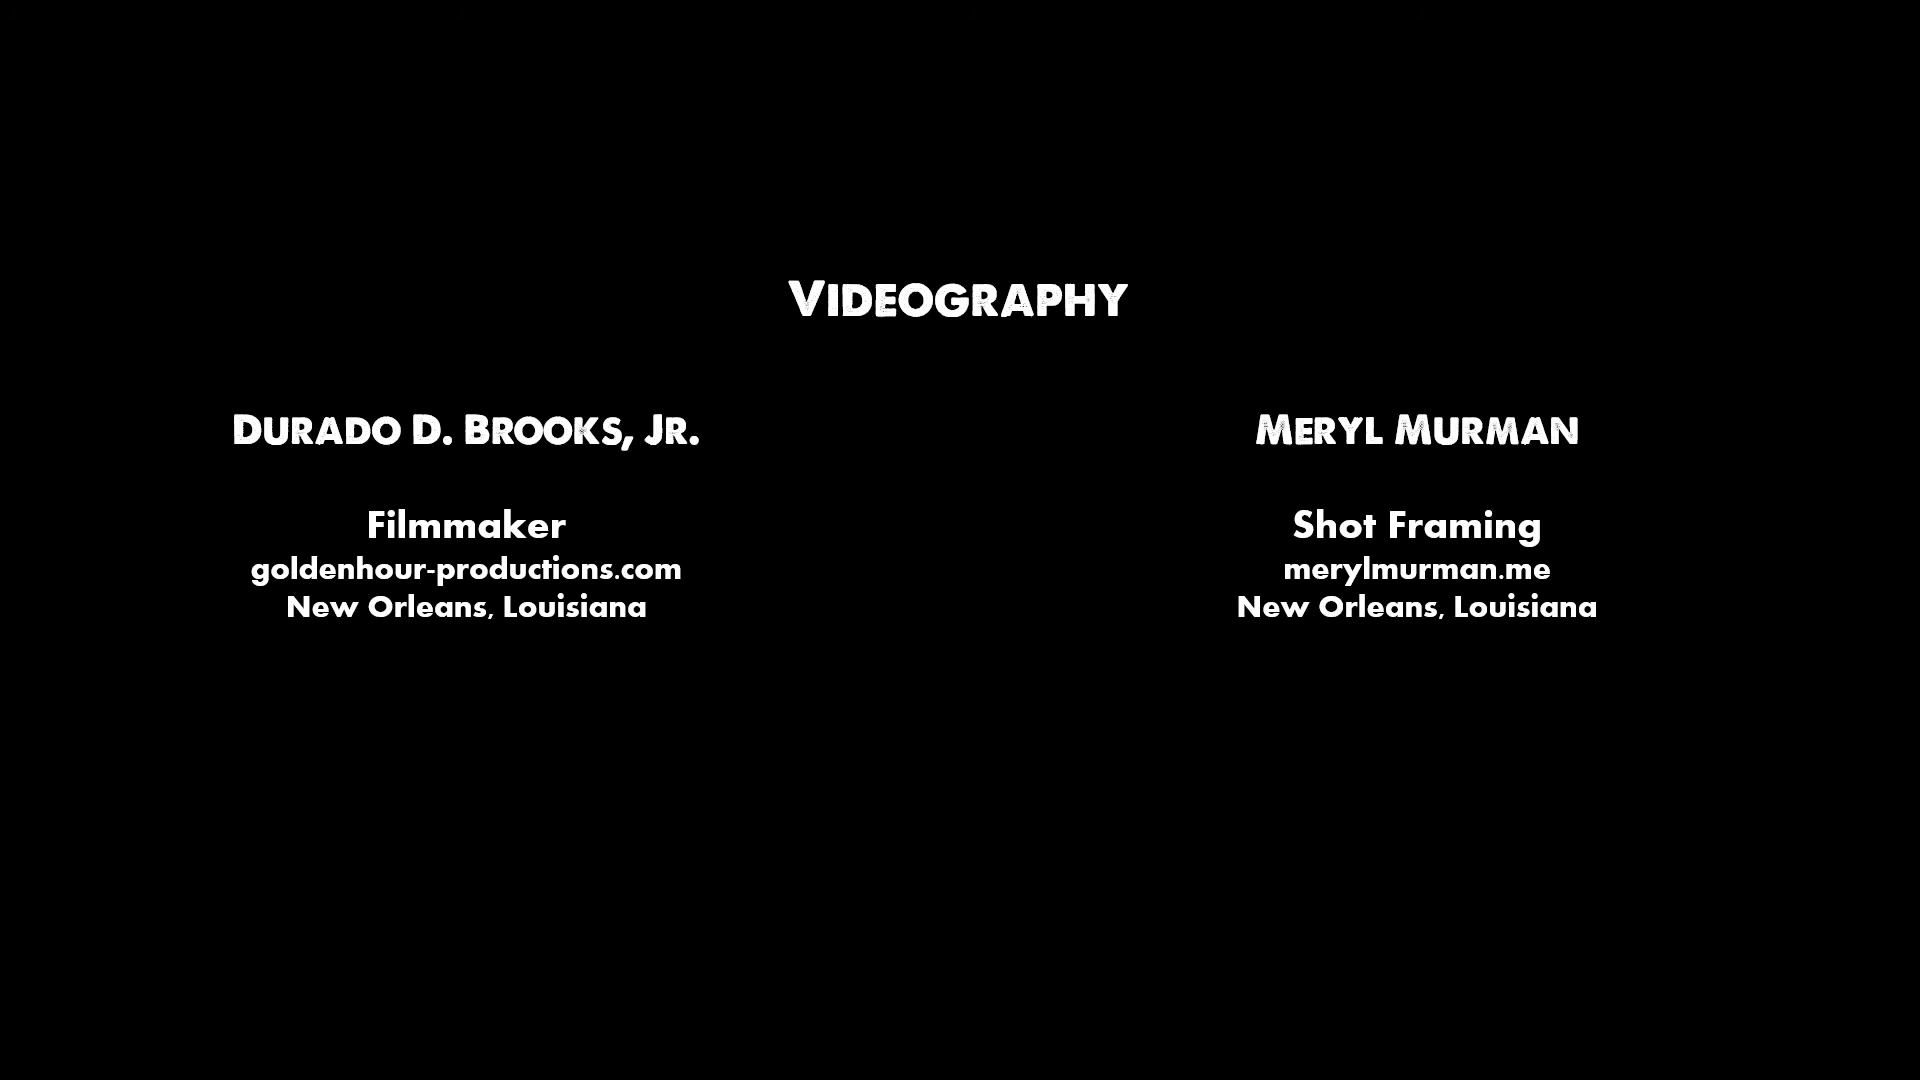 Videography
Durado D. Brooks, Jr.
Filmmaker
goldenhour-productions.com
New Orleans, Louisiana
Meryl Murman
Shot Framing
merylmurman.me
New Orleans, Louisiana